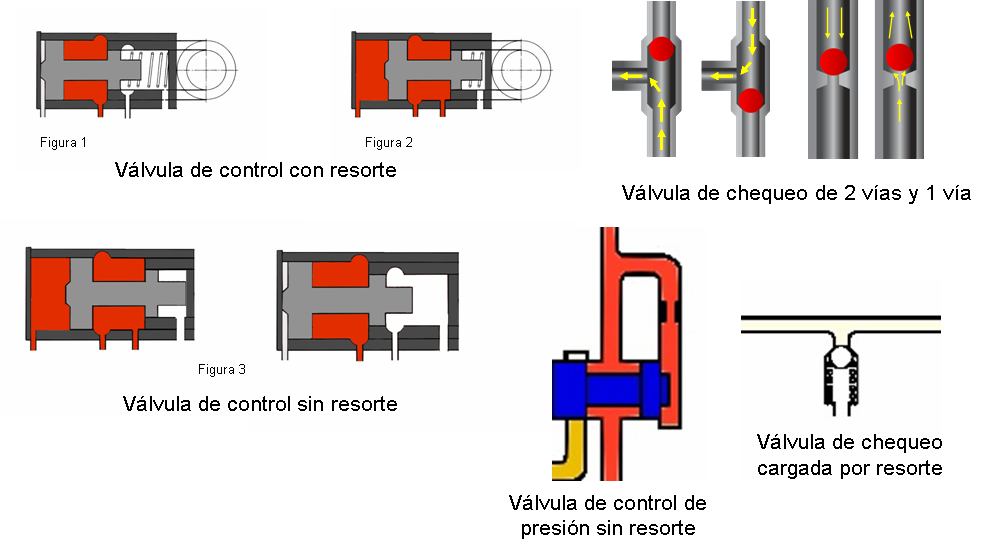 Figura 1
Figura 2
Válvula de control con resorte
Válvula de chequeo de 2 vías y 1 vía
Figura 3
Válvula de control sin resorte
Válvula de control de
presión sin resorte
Válvula de chequeo
cargada por resorte